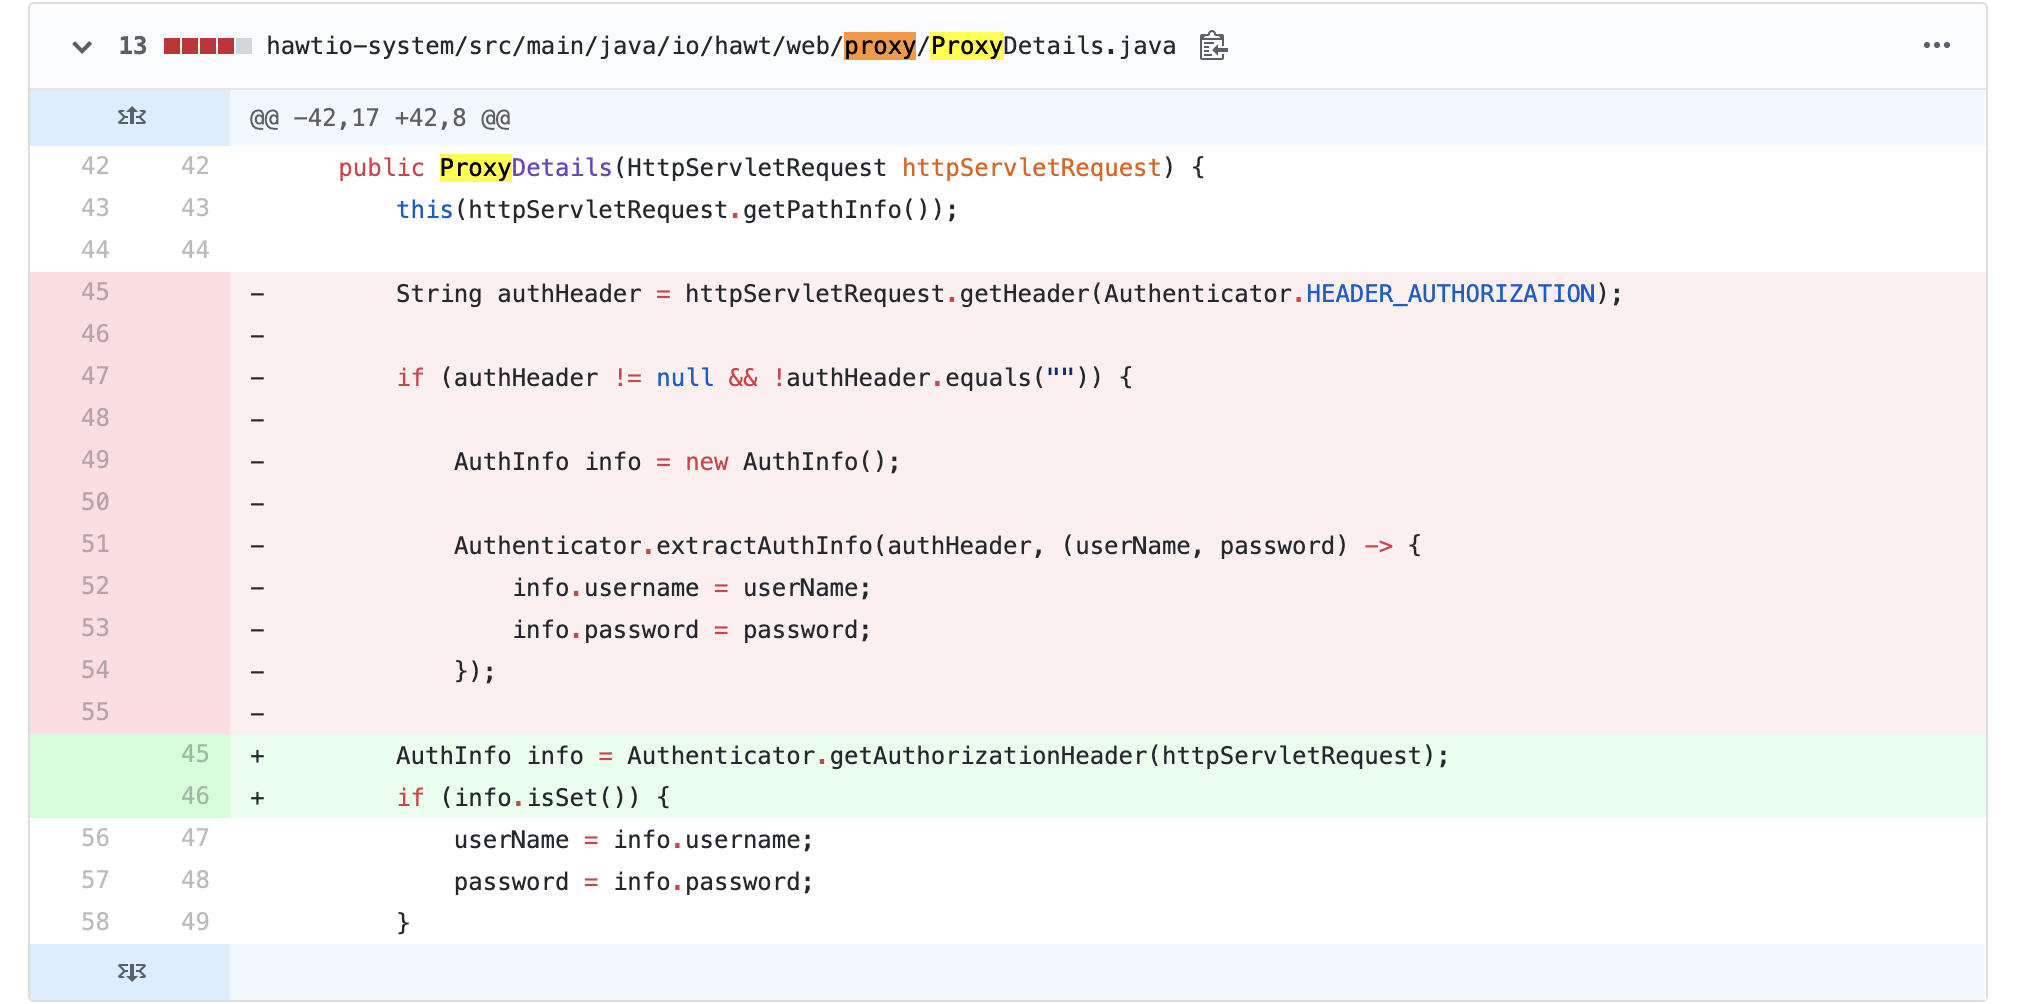 13 hawtio-system/src/main/java/io/hawt/web/proxy/ProxyDetails.java
@@ -42,17 +42,8 @@
42 42 public ProxyDetails(HttpServletRequest httpServletRequest) {
43 43 this(httpServletRequest.getPathInfo());
44 44
45 - String authHeader = httpServletRequest.getHeader(Authenticator.HEADER_AUTHORIZATION);
46 -
47 - if (authHeader != null && !authHeader.equals("")) {
48 -
49 - AuthInfo info = new AuthInfo();
50 -
51 - Authenticator.extractAuthInfo(authHeader, (userName, password) -> {
52 - info.username = userName;
53 - info.password = password;
54 - });
55 -
45 + AuthInfo info = Authenticator.getAuthorizationHeader(httpServletRequest);
46 + if (info.isSet()) {
56 47 userName = info.username;
57 48 password = info.password;
58 49 }